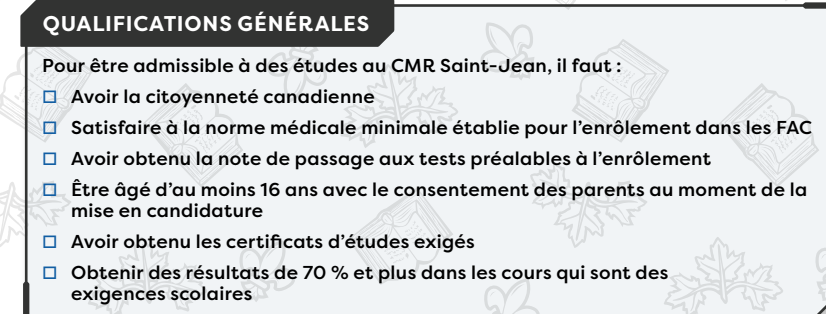 QUALIFICATIONS GÉNÉRALES
Pour être admissible à des études au CMR Saint-Jean, il faut :
□ Avoir la citoyenneté canadienne
□ Satisfaire à la norme médicale minimale établie pour l'enrôlement dans les FAC
□ Avoir obtenu la note de passage aux tests préalables à l'enrôlement
□ Être âgé d'au moins 16 ans avec le consentement des parents au moment de la
mise en candidature
□ Avoir obtenu les certificats d'études exigés
□ Obtenir des résultats de 70 % et plus dans les cours qui sont des
exigences scolaires